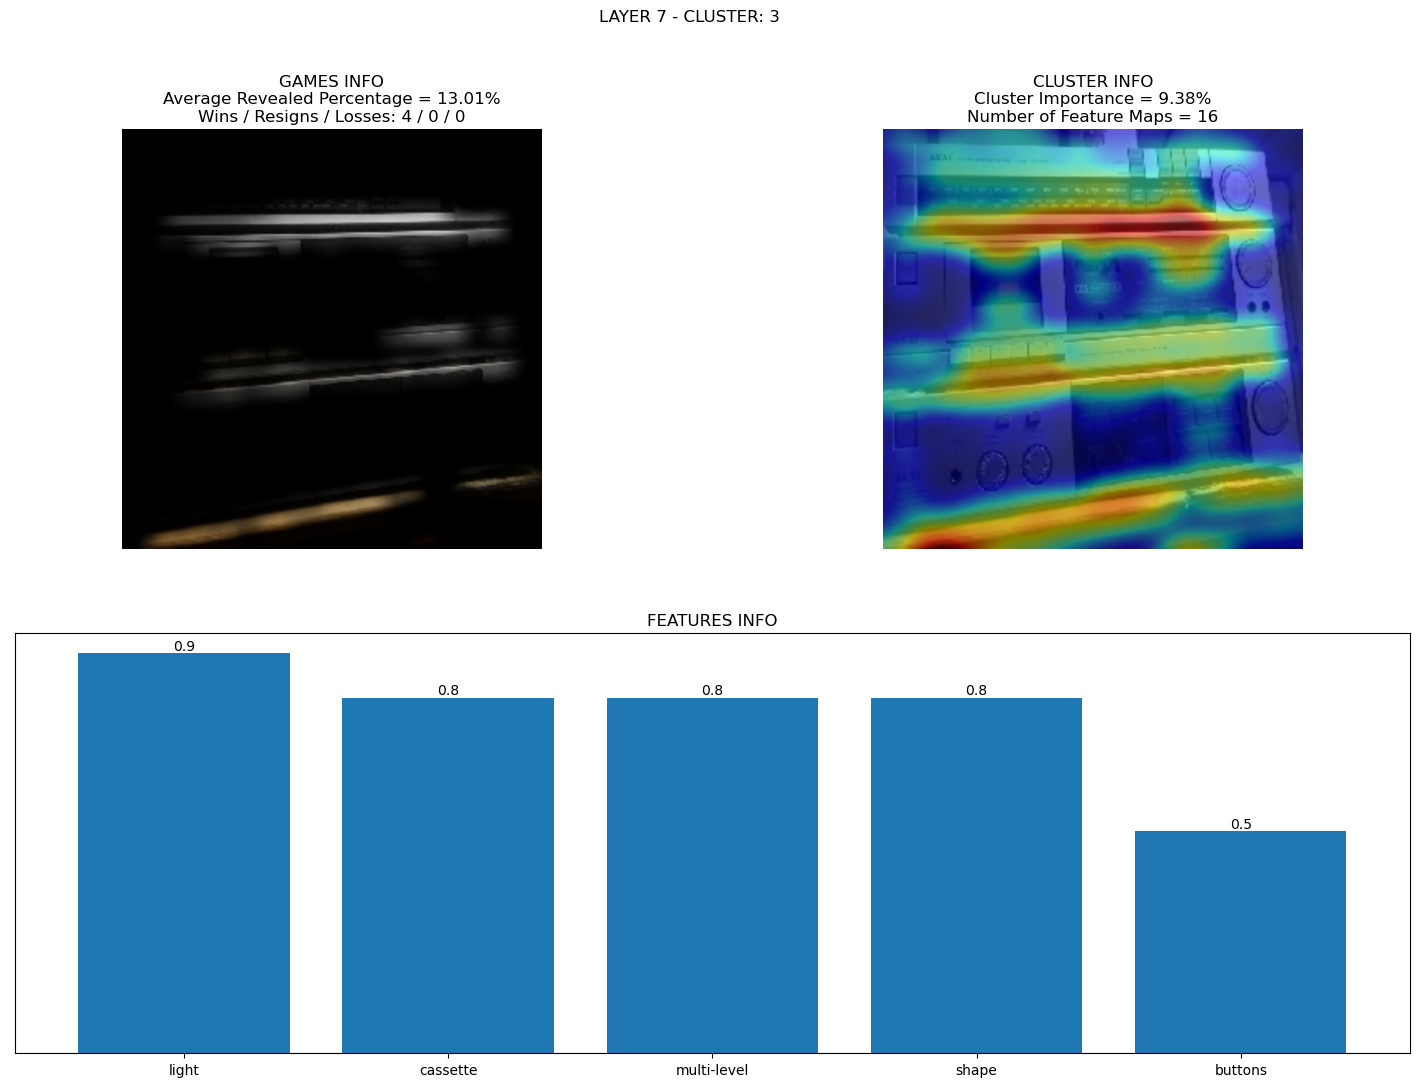 LAYER 7 - CLUSTER: 3
GAMES INFO
Average Revealed Percentage = 13.01%
Wins / Resigns / Losses: 4 / 0 / 0
CLUSTER INFO
Cluster Importance = 9.38%
Number of Feature Maps = 16
AKAI
AKAI
FEATURES INFO
0.9
0.8
0.8
0.8
0.5
light
cassette
multi-level
shape
buttons